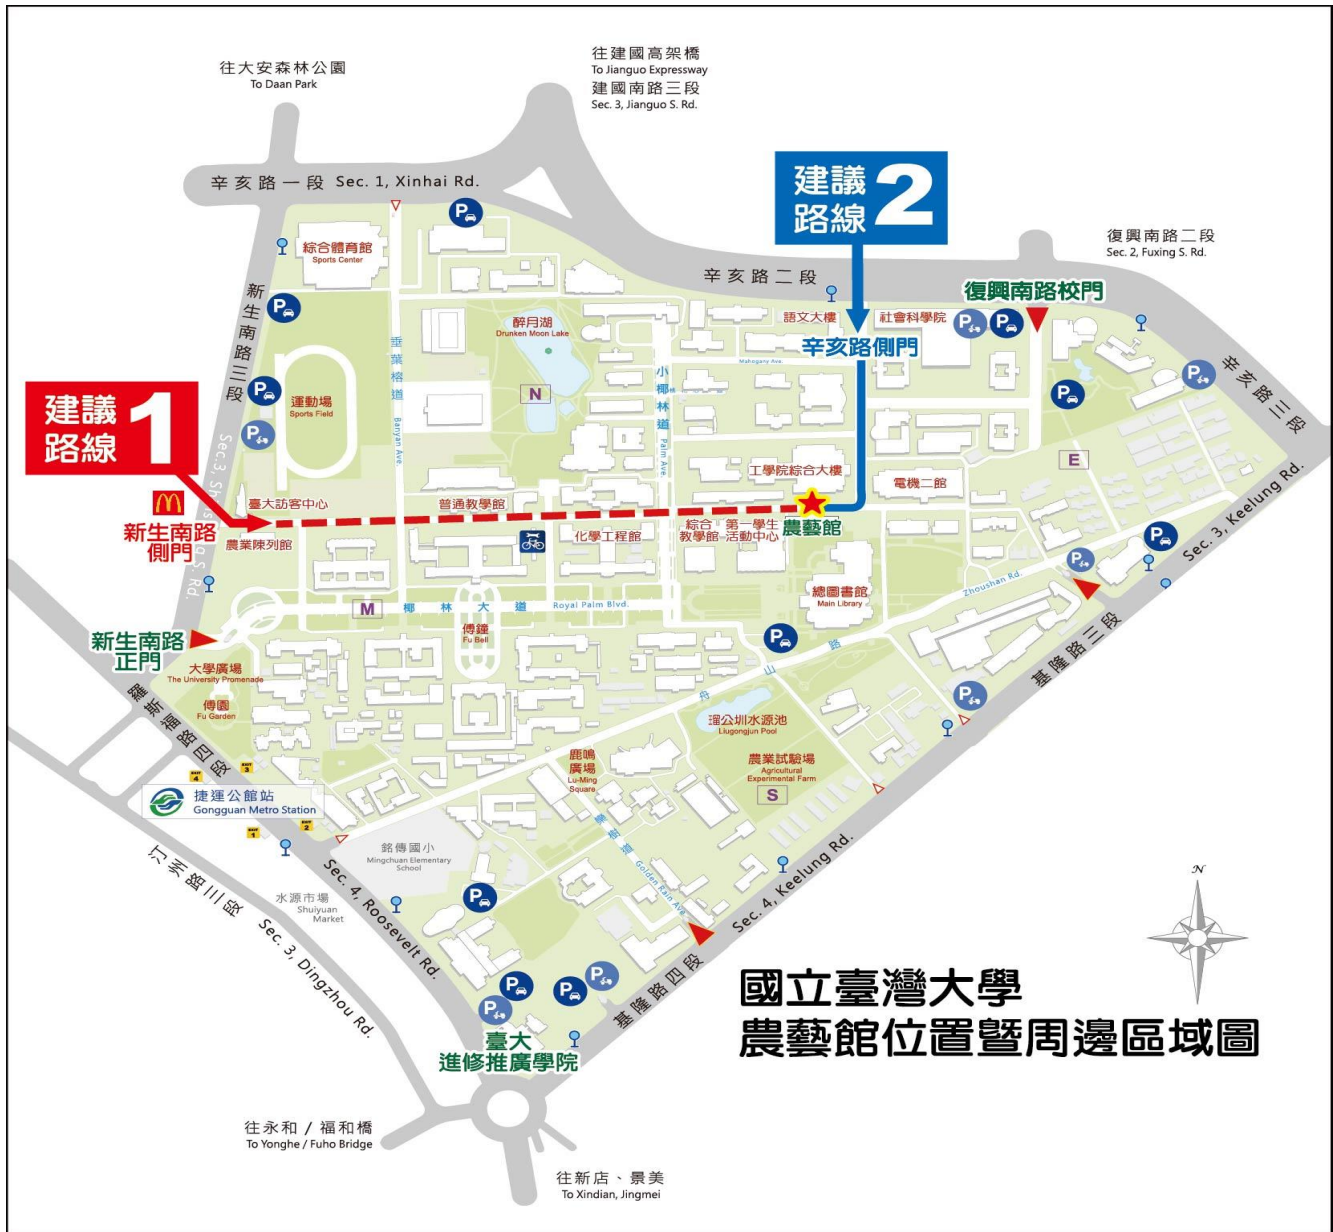 往大安森林公園
To Daan Park
往建國高架橋
To Jianguo Expressway
建國南路三段
Sec. 3, Jianguo S. Rd.
辛亥路一段 Sec. 1, Xinhai Rd.
建議
路線 2
復興南路二段
Sec. 2, Fuxing S. Rd.
辛亥路二段
復興南路校門
綜合體育館
Sports Center
新生南路三段
醉月湖
Drunken Moon Lake
語文大樓
社會科學院
辛亥路側門
Mahogany Ave.
辛亥路三段
垂葉榕道
Banyan Ave.
小椰林道
Palm Ave.
運動場
Sports Field
N
建議
路線 1
E
工學院綜合大樓
電機二館
臺大訪客中心
普通教學館
新生南路
側門
農業陳列館
化學工程館
綜合
教學館
第一學生
活動中心
農藝館
Sec. 3, Keelung Rd.
總圖書館
Main Library
Zhoushan Rd.
M
椰林大道 Royal Palm Blvd.
傅鐘
Fu Bell
新生南路
正門
大學廣場
The University Promenade
傅園
Fu Garden
舟山路
基隆路三段
羅斯福路四段
溜公圳水源池
Liugongjun Pool
鹿鳴
廣場
Lu-Ming
Square
農業試驗場
Agricultural
Experimental Farm
S
EXIT
4
EXIT
3
捷運公館站
Gongguan Metro Station
EXIT
1
EXIT
2
銘傳國小
Mingchuan Elementary
School
Golden Rain Ave.
汀州路三段
Sec. 3, Dingzhou Rd.
水源市場
Shuiyuan
Market
Sec. 4, Roosevelt Rd.
Sec. 4, Keelung Rd.
基隆路四段
N
國立臺灣大學
農藝館位置暨周邊區域圖
臺大
進修推廣學院
往永和 / 福和橋
To Yonghe / Fuho Bridge
往新店、景美
To Xindian, Jingmei